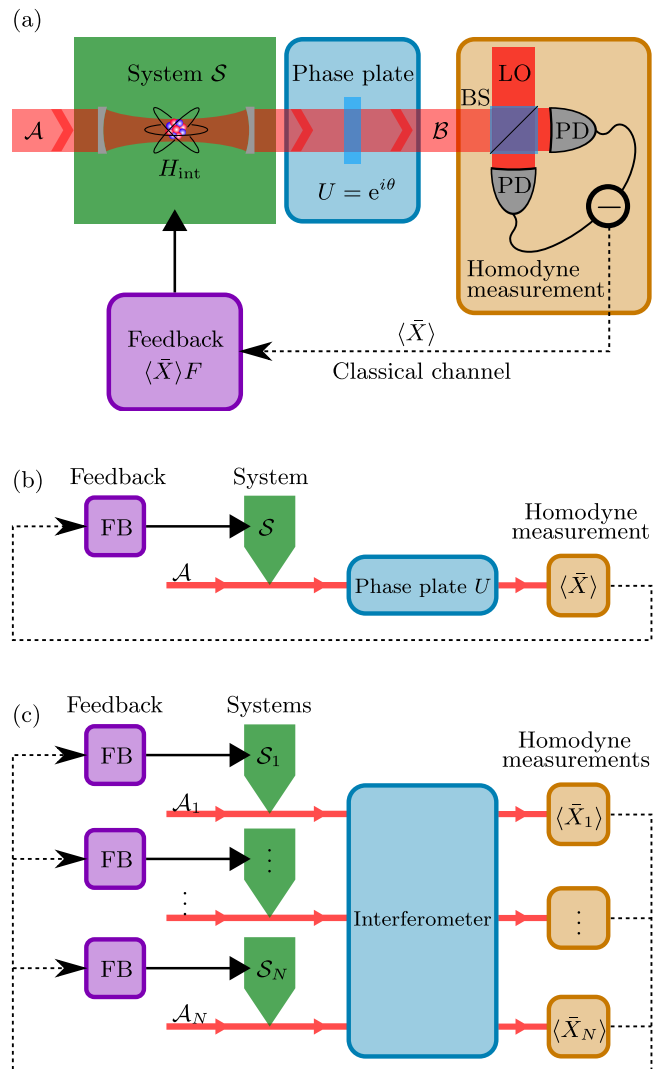 (a)
System 𝒮
Phase plate
LO
BS
𝒜
ℬ
PD
H_int
U = e^{iθ}
PD
−
Homodyne
measurement
Feedback
⟨X̄⟩F
⟨X̄⟩
Classical channel
(b)
Feedback
System
Homodyne
measurement
FB
𝒮
𝒜
Phase plate U
⟨X̄⟩
(c)
Feedback
Systems
Homodyne
measurements
FB
𝒮₁
𝒜₁
⟨X̄₁⟩
FB
⋮
⋮
Interferometer
⋮
FB
𝒮_N
𝒜_N
⟨X̄_N⟩